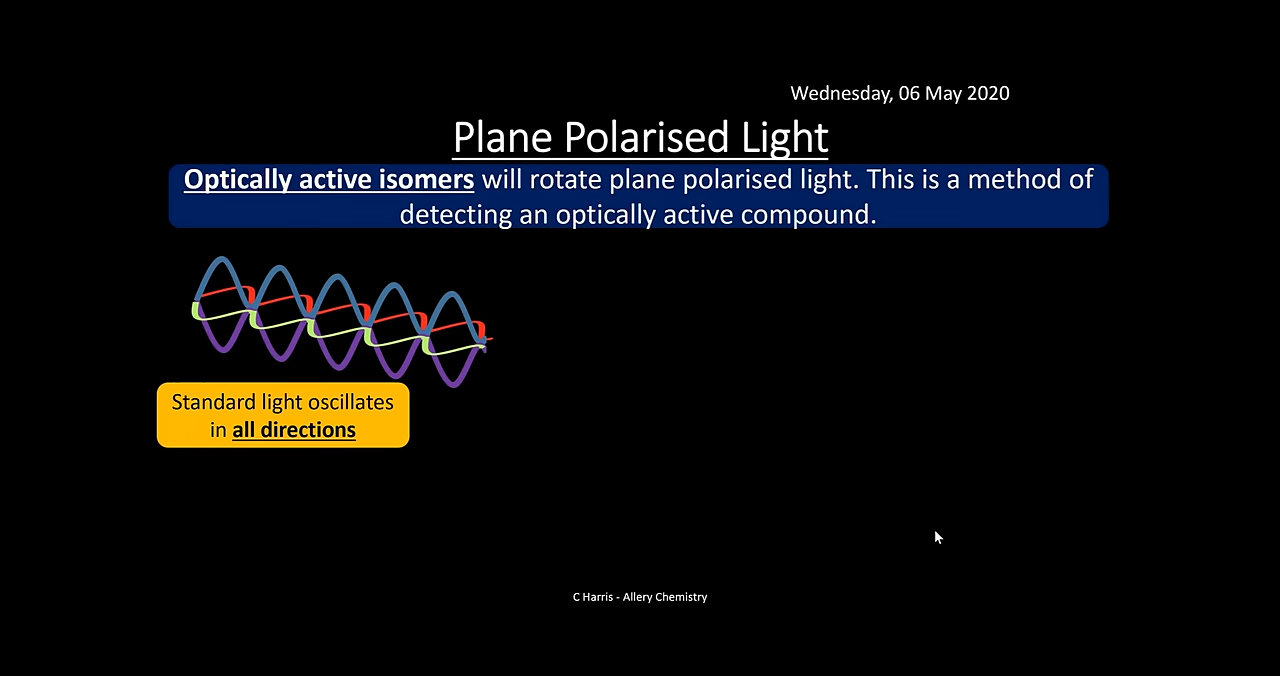 Wednesday, 06 May 2020
Plane Polarised Light
Optically active isomers will rotate plane polarised light. This is a method of
detecting an optically active compound.
Standard light oscillates
in all directions
C Harris - Allery Chemistry